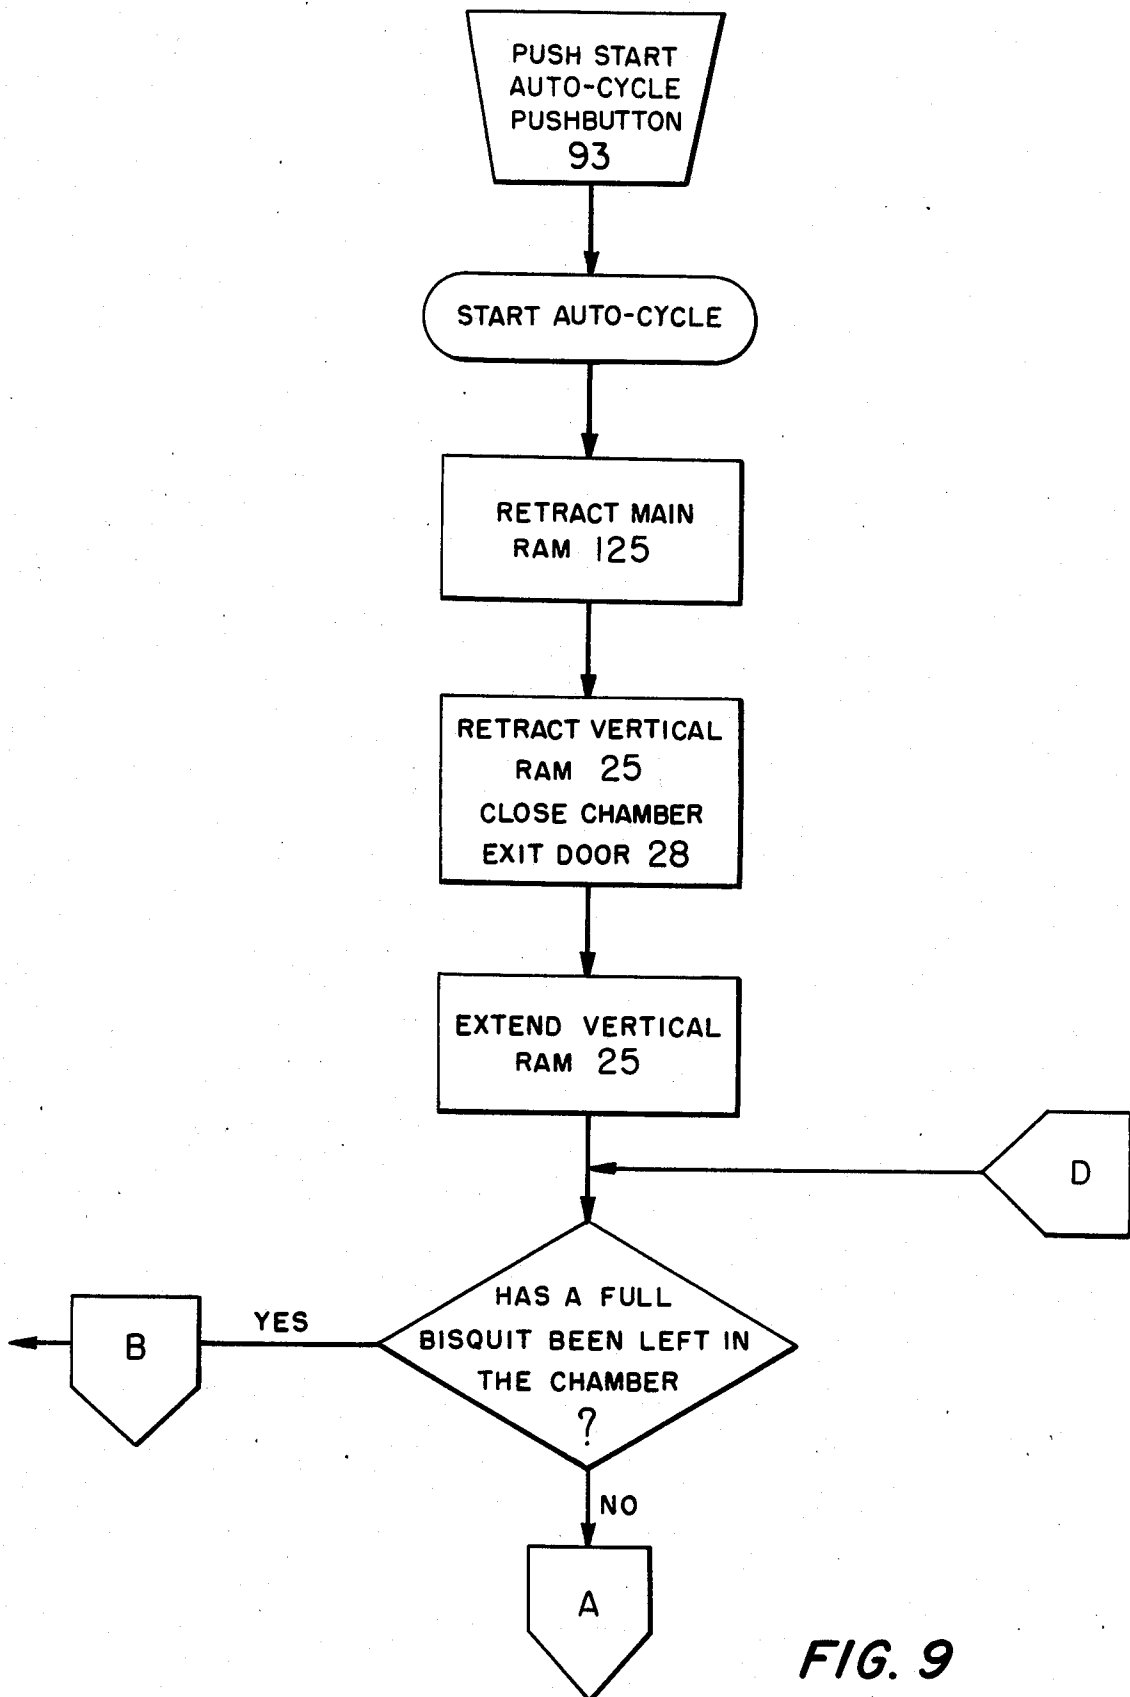 PUSH START
AUTO-CYCLE
PUSHBUTTON
93
START AUTO-CYCLE
RETRACT MAIN
RAM 125
RETRACT VERTICAL
RAM 25
CLOSE CHAMBER
EXIT DOOR 28
EXTEND VERTICAL
RAM 25
D
HAS A FULL
BISQUIT BEEN LEFT IN
THE CHAMBER
?
YES
B
NO
A
FIG. 9